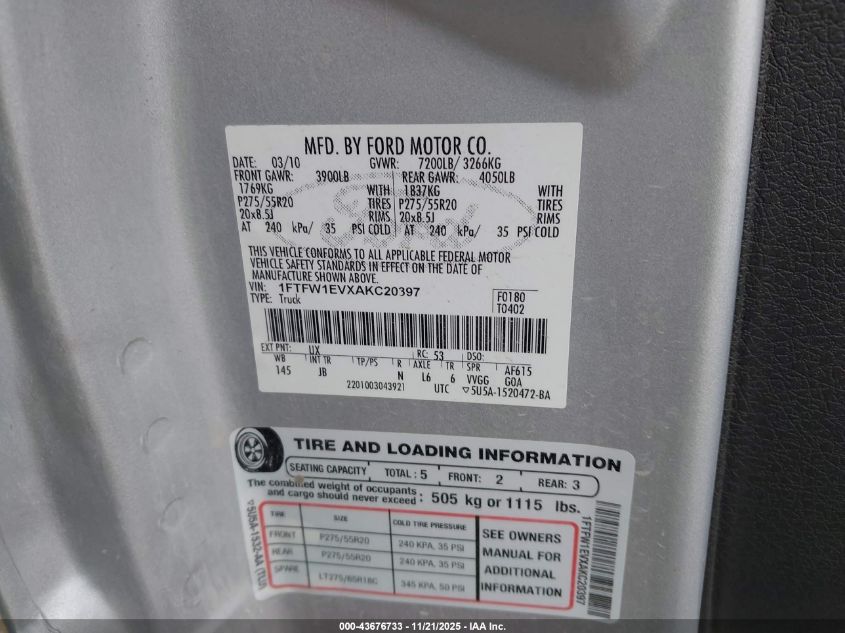 MFD. BY FORD MOTOR CO.
DATE: 03/10 GVWR: 7200LB/ 3266KG
FRONT GAWR: 3900LB REAR GAWR: 4050LB
1769KG WITH 1837KG WITH
P275/55R20 TIRES P275/55R20 TIRES
20x8.5J RIMS 20x8.5J RIMS
AT 240 kPa/ 35 PSI COLD AT 240 kPa/ 35 PSI COLD
Ford
THIS VEHICLE CONFORMS TO ALL APPLICABLE FEDERAL MOTOR
VEHICLE SAFETY STANDARDS IN EFFECT ON THE DATE OF
MANUFACTURE SHOWN ABOVE.
VIN: 1FTFW1EVXAKC20397 F0180
TYPE: Truck T0402
EXT PNT: UX RC: 53 DSO:
WB INT TR TP/PS R AXLE TR SPR AF615
145 JB N L6 6 VVGG GOA
2201003043921 UTC ▽5U5A-1520472-BA
TIRE AND LOADING INFORMATION
SEATING CAPACITY TOTAL: 5 FRONT: 2 REAR: 3
The combined weight of occupants
and cargo should never exceed: 505 kg or 1115 lbs.
TIRE SIZE COLD TIRE PRESSURE
FRONT P275/55R20 240 KPA, 35 PSI
REAR P275/55R20 240 KPA, 35 PSI
SPARE LT275/65R18C 345 KPA, 50 PSI
SEE OWNERS
MANUAL FOR
ADDITIONAL
INFORMATION
▽5U5A-1532-AA (TLU)
1FTFW1EVXAKC20397
000-43676733 - 11/21/2025 - IAA Inc.